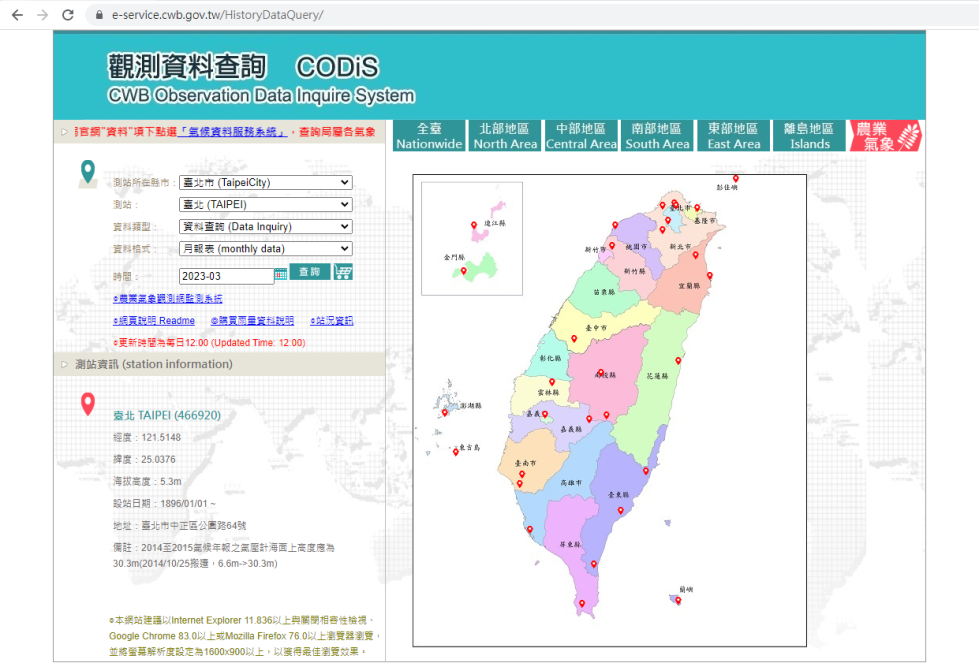 e-service.cwb.gov.tw/HistoryDataQuery/
觀測資料查詢 CODiS
CWB Observation Data Inquire System
官網"資料"項下點選「氣候資料服務系統」,查詢局屬各氣象
全臺 Nationwide
北部地區 North Area
中部地區 Central Area
南部地區 South Area
東部地區 East Area
離島地區 Islands
農業氣象
測站所在縣市: 臺北市 (TaipeiCity)
測站: 臺北 (TAIPEI)
資料類型: 資料查詢 (Data Inquiry)
資料格式: 月報表 (monthly data)
時間: 2023-03 查詢
¤農業氣象觀測網監測系統
¤網頁說明 Readme ¤購買雨量資料說明 ¤站況資訊
¤更新時間為每日12:00 (Updated Time: 12:00)
測站資訊 (station information)
臺北 TAIPEI (466920)
經度:121.5148
緯度:25.0376
海拔高度:5.3m
設站日期:1896/01/01 ~
地址:臺北市中正區公園路64號
備註:2014至2015氣候年報之氣壓計海面上高度應為
30.3m(2014/10/25搬遷,6.6m->30.3m)
¤本網站建議以Internet Explorer 11.836以上與關閉相容性檢視、
Google Chrome 83.0以上或Mozilla Firefox 76.0以上瀏覽器瀏覽,
並將螢幕解析度設定為1600x900以上,以獲得最佳瀏覽效果。
彭佳嶼
連江縣
金門縣
臺北市
基隆市
新北市
桃園市
新竹市
新竹縣
宜蘭縣
苗栗縣
臺中市
彰化縣
南投縣
花蓮縣
雲林縣
澎湖縣
嘉義
嘉義縣
東吉島
臺南市
高雄市
臺東縣
屏東縣
蘭嶼